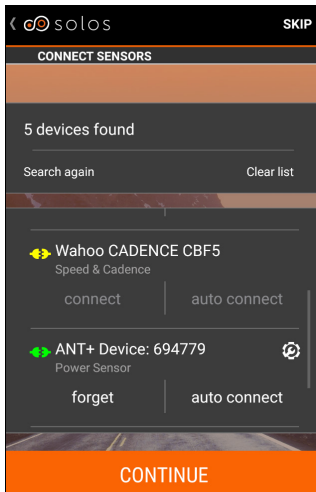 solos
SKIP
CONNECT SENSORS
5 devices found
Search again
Clear list
Wahoo CADENCE CBF5
Speed & Cadence
connect
auto connect
ANT+ Device: 694779
Power Sensor
forget
auto connect
CONTINUE